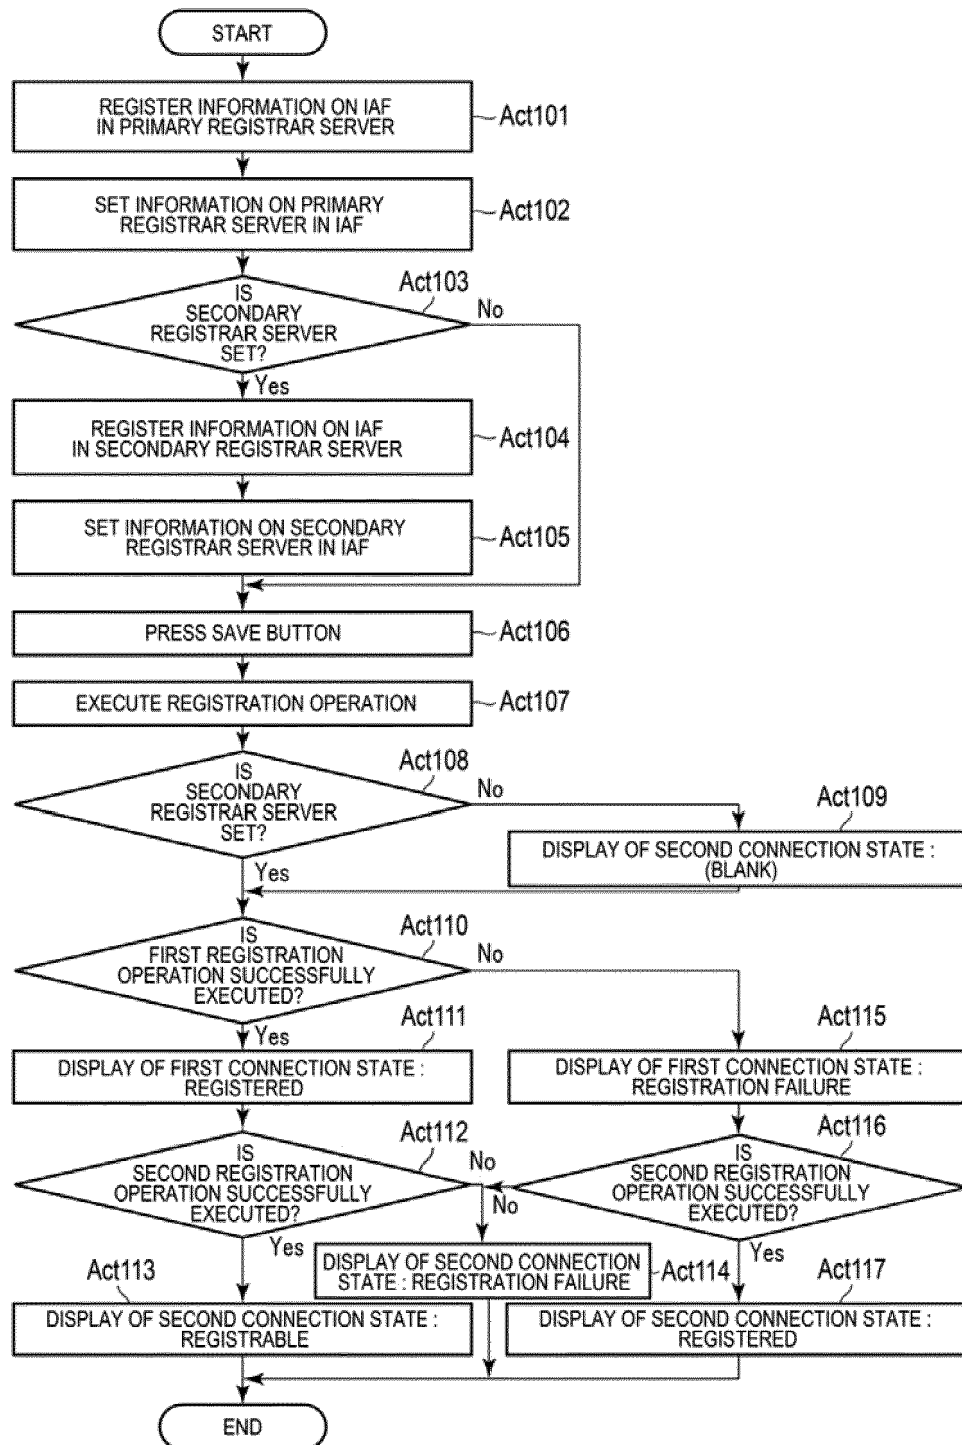 START
REGISTER INFORMATION ON IAF
IN PRIMARY REGISTRAR SERVER
Act101
SET INFORMATION ON PRIMARY
REGISTRAR SERVER IN IAF
Act102
Act103
IS
SECONDARY
REGISTRAR SERVER
SET?
No
Yes
REGISTER INFORMATION ON IAF
IN SECONDARY REGISTRAR SERVER
Act104
SET INFORMATION ON SECONDARY
REGISTRAR SERVER IN IAF
Act105
PRESS SAVE BUTTON
Act106
EXECUTE REGISTRATION OPERATION
Act107
Act108
IS
SECONDARY
REGISTRAR SERVER
SET?
No
Yes
Act109
DISPLAY OF SECOND CONNECTION STATE :
(BLANK)
Act110
IS
FIRST REGISTRATION
OPERATION SUCCESSFULLY
EXECUTED?
No
Yes
Act111
DISPLAY OF FIRST CONNECTION STATE :
REGISTERED
Act115
DISPLAY OF FIRST CONNECTION STATE :
REGISTRATION FAILURE
Act112
IS
SECOND REGISTRATION
OPERATION SUCCESSFULLY
EXECUTED?
No
Yes
Act116
IS
SECOND REGISTRATION
OPERATION SUCCESSFULLY
EXECUTED?
No
Yes
DISPLAY OF SECOND CONNECTION
STATE : REGISTRATION FAILURE
Act114
Act113
DISPLAY OF SECOND CONNECTION STATE :
REGISTRABLE
Act117
DISPLAY OF SECOND CONNECTION STATE :
REGISTERED
END